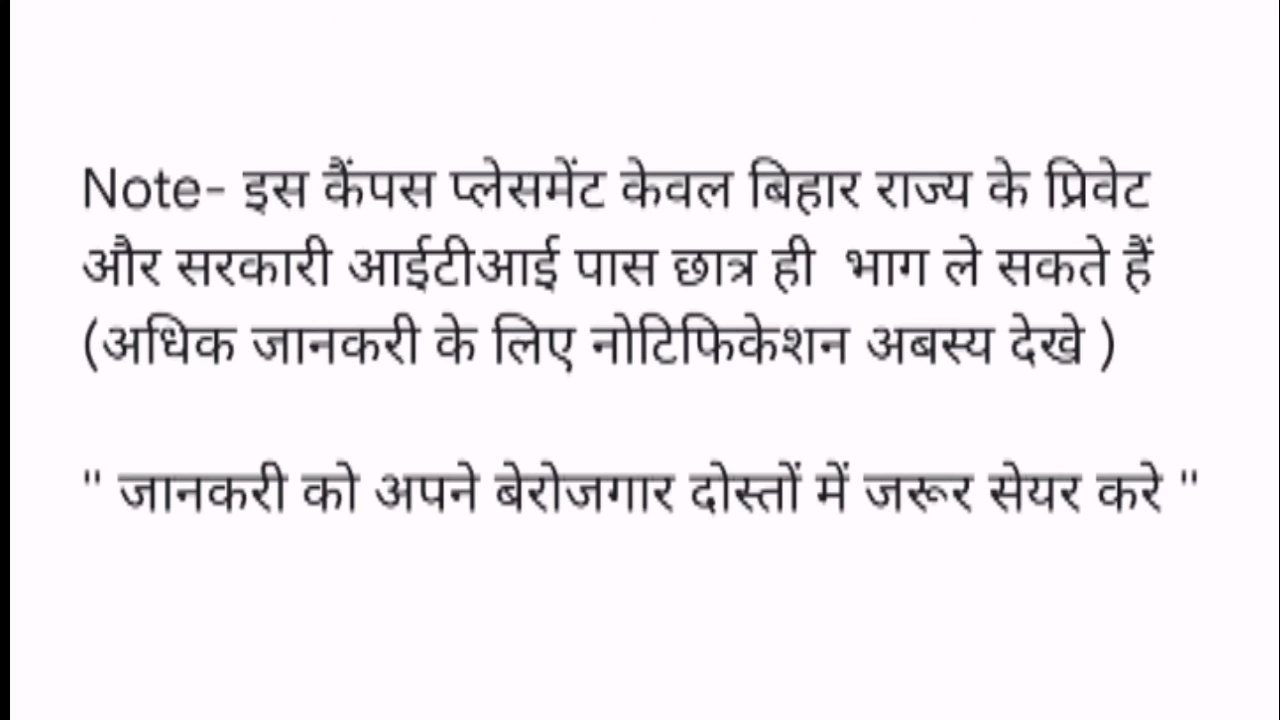 Note- इस कैंपस प्लेसमेंट केवल बिहार राज्य के प्रिवेट
और सरकारी आईटीआई पास छात्र ही भाग ले सकते हैं
(अधिक जानकरी के लिए नोटिफिकेशन अबस्य देखे )
" जानकरी को अपने बेरोजगार दोस्तों में जरूर सेयर करे "